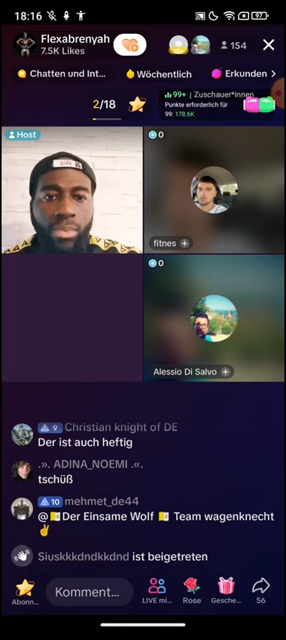 18:16
97
Flexabrenyah
7.5K Likes
154
Chatten und Int...
Wöchentlich
Erkunden
2/18
99+ | Zuschauer*innen
Punkte erforderlich für
99: 178.6K
Host
0
fitnes +
0
Alessio Di Salvo +
9 Christian knight of DE
Der ist auch heftig
.». ADINA_NOEMI .«.
tschüß
10 mehmet_de44
@🇻🇦Der Einsame Wolf 🇻🇦 Team wagenknecht
✌️
Siuskkkdndkkdnd ist beigetreten
Kommentieren...
Abonn...
LIVE mi...
Rose
Gesche...
56